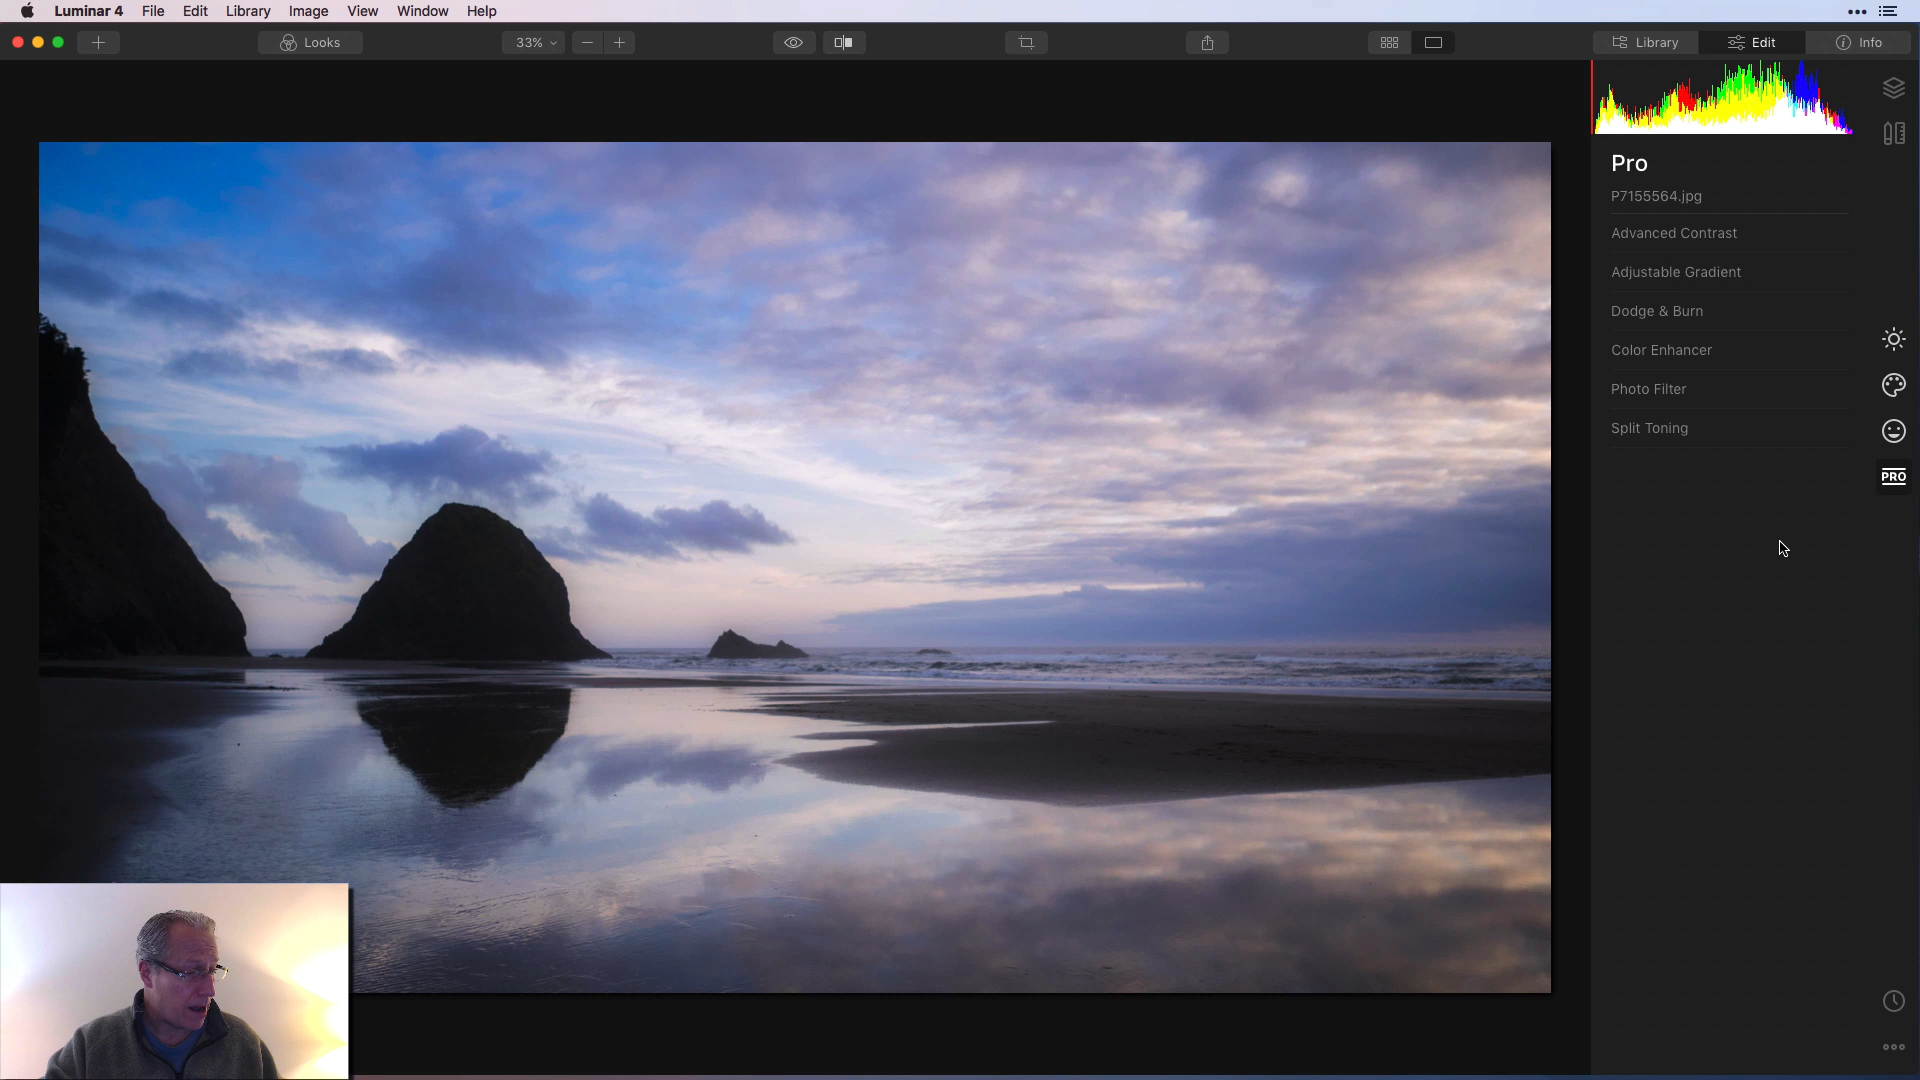 Luminar 4 File Edit Library Image View Window Help
Looks 33% Library Edit Info
Pro
P7155564.jpg
Advanced Contrast
Adjustable Gradient
Dodge & Burn
Color Enhancer
Photo Filter
Split Toning
PRO